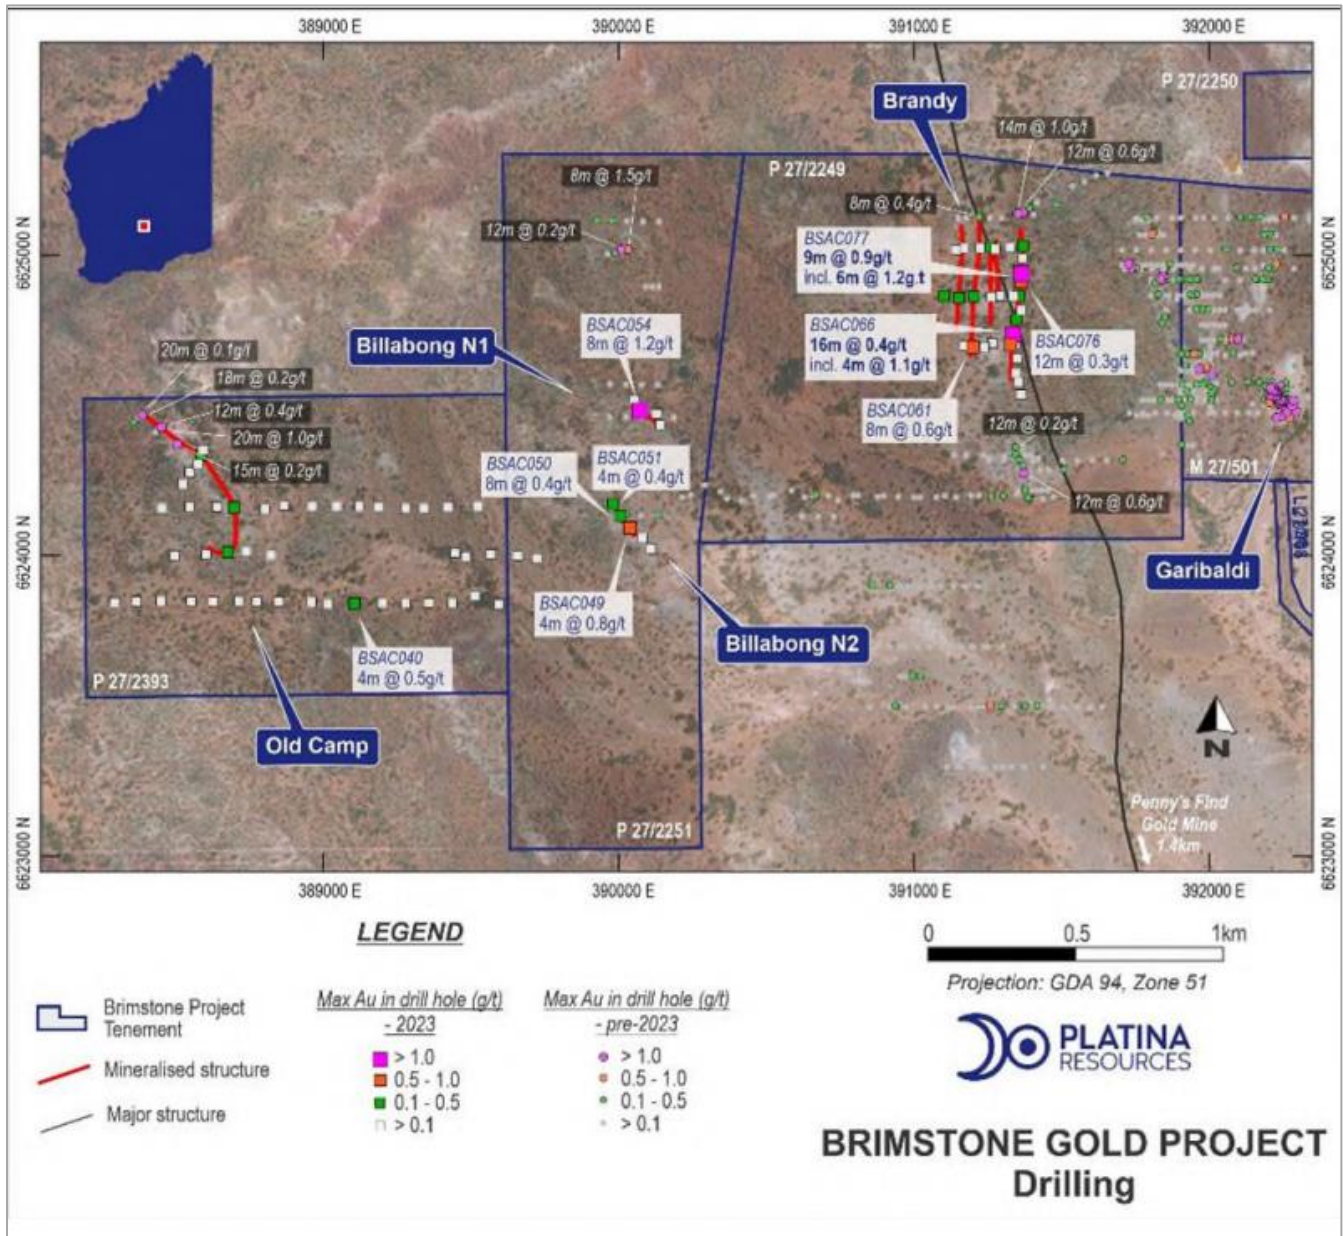 389000 E
390000 E
391000 E
392000 E
P 27/2250
Brandy
14m @ 1.0g/t
12m @ 0.6g/t
P 27/2249
8m @ 1.5g/t
8m @ 0.4g/t
12m @ 0.2g/t
6625000 N
6625000 N
BSAC077
9m @ 0.9g/t
incl. 6m @ 1.2g.t
BSAC054
8m @ 1.2g/t
BSAC066
16m @ 0.4g/t
incl. 4m @ 1.1g/t
BSAC076
12m @ 0.3g/t
Billabong N1
20m @ 0.1g/t
18m @ 0.2g/t
12m @ 0.4g/t
20m @ 1.0g/t
15m @ 0.2g/t
BSAC061
8m @ 0.6g/t
12m @ 0.2g/t
BSAC050
8m @ 0.4g/t
BSAC051
4m @ 0.4g/t
M 27/501
12m @ 0.6g/t
6624000 N
6624000 N
Garibaldi
BSAC049
4m @ 0.8g/t
Billabong N2
BSAC040
4m @ 0.5g/t
P 27/2393
Old Camp
N
Penny's Find
Gold Mine
1.4km
P 27/2251
6623000 N
6623000 N
389000 E
390000 E
391000 E
392000 E
LEGEND
Brimstone Project
Tenement
Mineralised structure
Major structure
Max Au in drill hole (g/t)
- 2023
> 1.0
0.5 - 1.0
0.1 - 0.5
> 0.1
Max Au in drill hole (g/t)
- pre-2023
> 1.0
0.5 - 1.0
0.1 - 0.5
> 0.1
0
0.5
1km
Projection: GDA 94, Zone 51
PLATINA
RESOURCES
BRIMSTONE GOLD PROJECT
Drilling